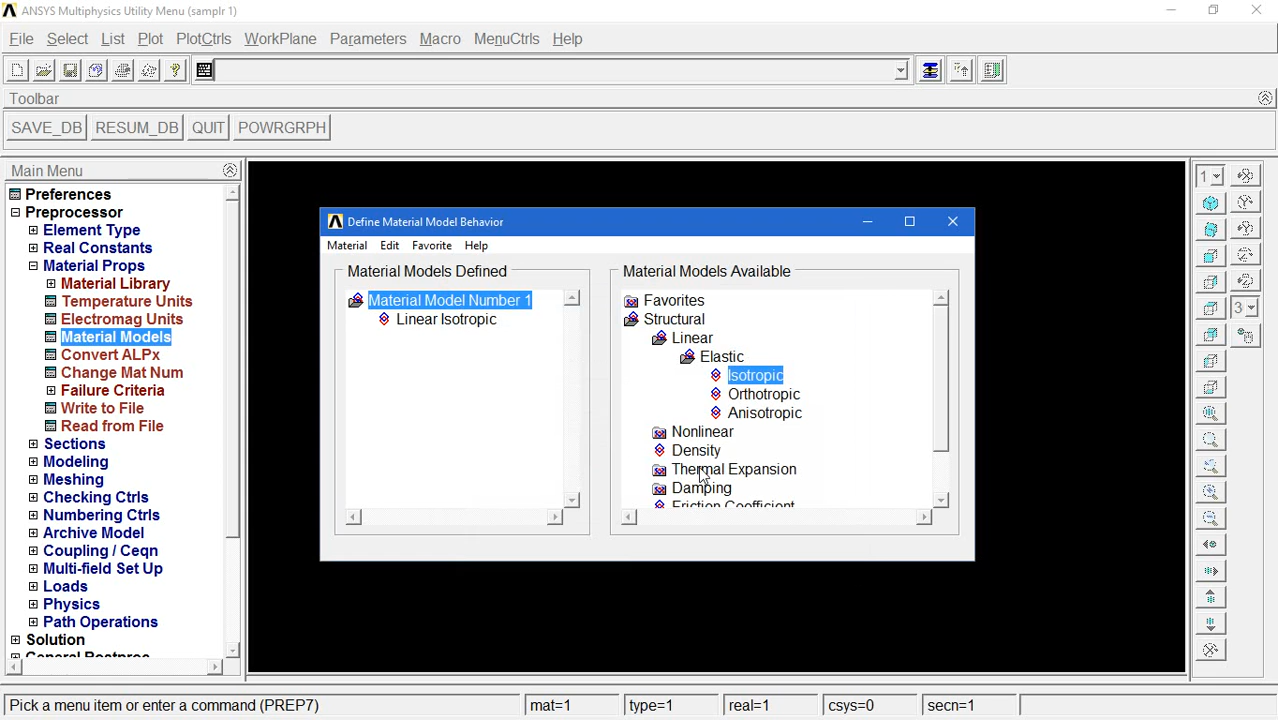 ANSYS Multiphysics Utility Menu (samplr 1)
File Select List Plot PlotCtrls WorkPlane Parameters Macro MenuCtrls Help
Toolbar
SAVE_DB RESUM_DB QUIT POWRGRPH
Main Menu
Preferences
Preprocessor
Element Type
Real Constants
Material Props
Material Library
Temperature Units
Electromag Units
Material Models
Convert ALPx
Change Mat Num
Failure Criteria
Write to File
Read from File
Sections
Modeling
Meshing
Checking Ctrls
Numbering Ctrls
Archive Model
Coupling / Ceqn
Multi-field Set Up
Loads
Physics
Path Operations
Solution
General Postproc
Define Material Model Behavior
Material Edit Favorite Help
Material Models Defined
Material Model Number 1
Linear Isotropic
Material Models Available
Favorites
Structural
Linear
Elastic
Isotropic
Orthotropic
Anisotropic
Nonlinear
Density
Thermal Expansion
Damping
Friction Coefficient
1
3
Pick a menu item or enter a command (PREP7) mat=1 type=1 real=1 csys=0 secn=1